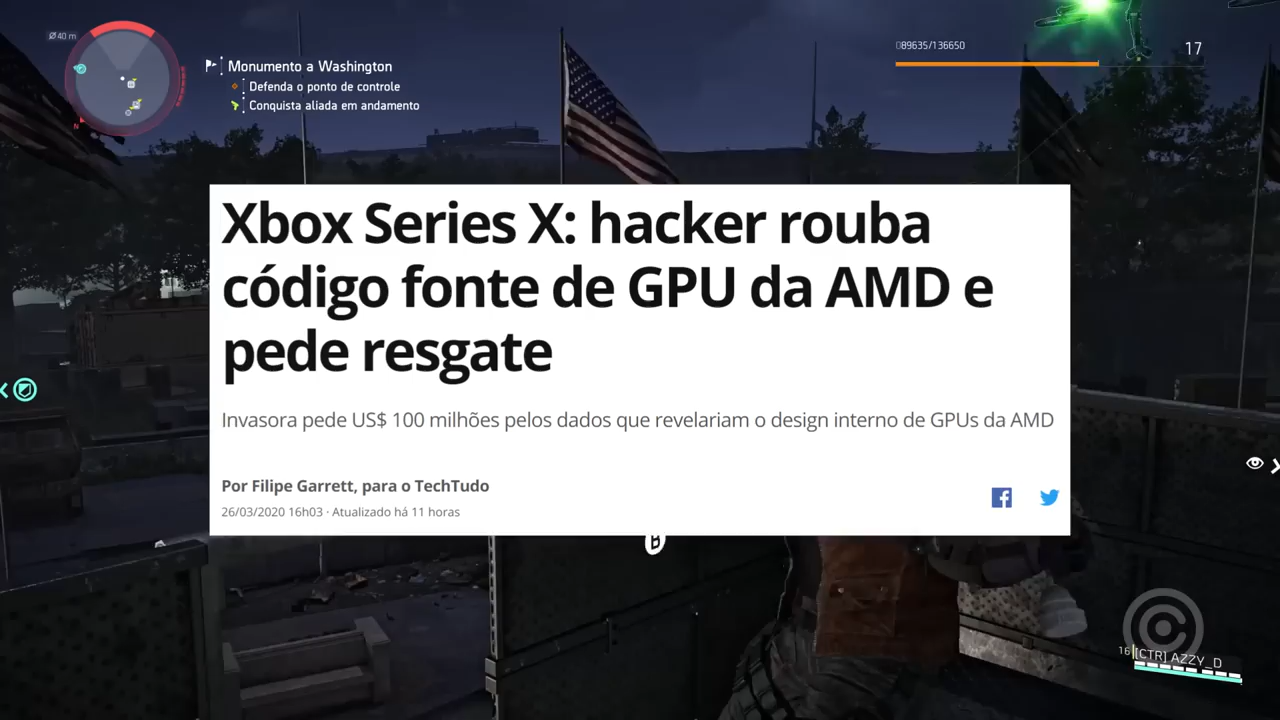 40 m
Monumento a Washington
Defenda o ponto de controle
Conquista aliada em andamento
89635/136650
17
N
Xbox Series X: hacker rouba
código fonte de GPU da AMD e
pede resgate
Invasora pede US$ 100 milhões pelos dados que revelariam o design interno de GPUs da AMD
Por Filipe Garrett, para o TechTudo
26/03/2020 16h03 · Atualizado há 11 horas
B
16 [CTR] AZZY_D